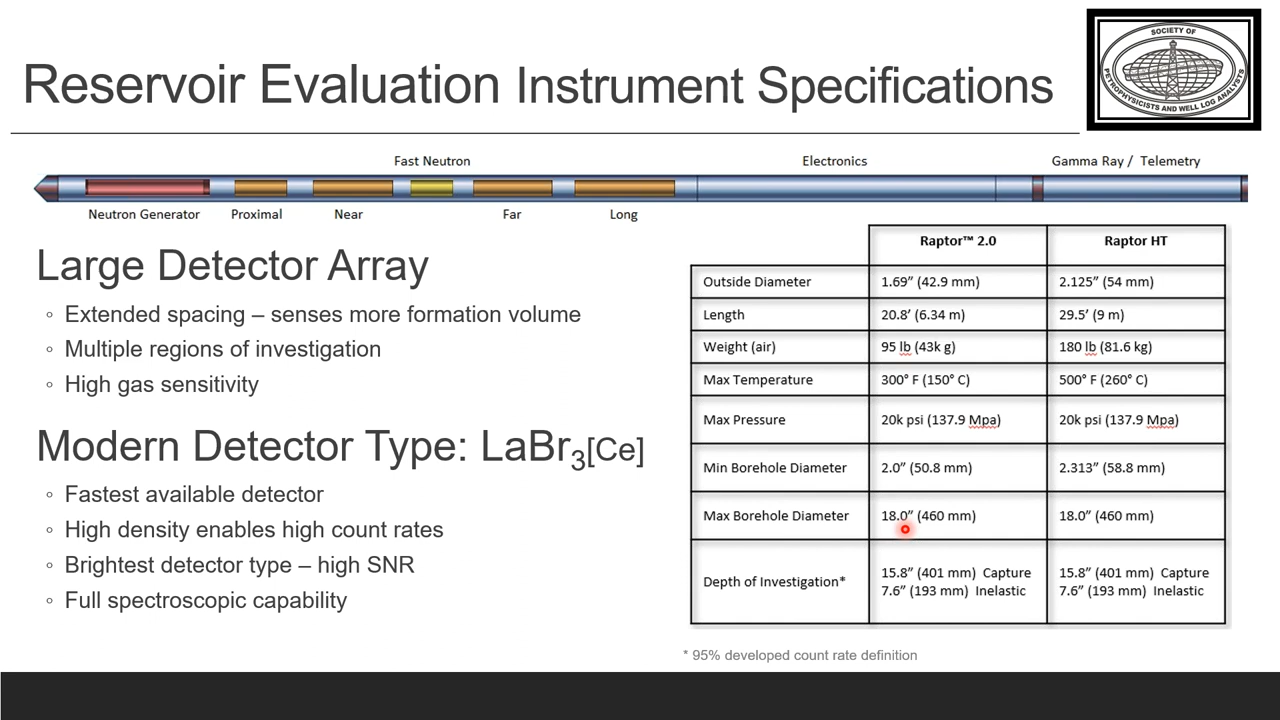 Reservoir Evaluation Instrument Specifications
SOCIETY OF
PETROPHYSICISTS AND WELL LOG ANALYSTS
Fast Neutron
Electronics
Gamma Ray / Telemetry
Neutron Generator
Proximal
Near
Far
Long
Large Detector Array
◦ Extended spacing – senses more formation volume
◦ Multiple regions of investigation
◦ High gas sensitivity
Modern Detector Type: LaBr3[Ce]
◦ Fastest available detector
◦ High density enables high count rates
◦ Brightest detector type – high SNR
◦ Full spectroscopic capability
Raptor™ 2.0 Raptor HT
Outside Diameter 1.69” (42.9 mm) 2.125” (54 mm)
Length 20.8’ (6.34 m) 29.5’ (9 m)
Weight (air) 95 lb (43k g) 180 lb (81.6 kg)
Max Temperature 300° F (150° C) 500° F (260° C)
Max Pressure 20k psi (137.9 Mpa) 20k psi (137.9 Mpa)
Min Borehole Diameter 2.0” (50.8 mm) 2.313” (58.8 mm)
Max Borehole Diameter 18.0” (460 mm) 18.0” (460 mm)
Depth of Investigation* 15.8” (401 mm) Capture 15.8” (401 mm) Capture
7.6” (193 mm) Inelastic 7.6” (193 mm) Inelastic
* 95% developed count rate definition